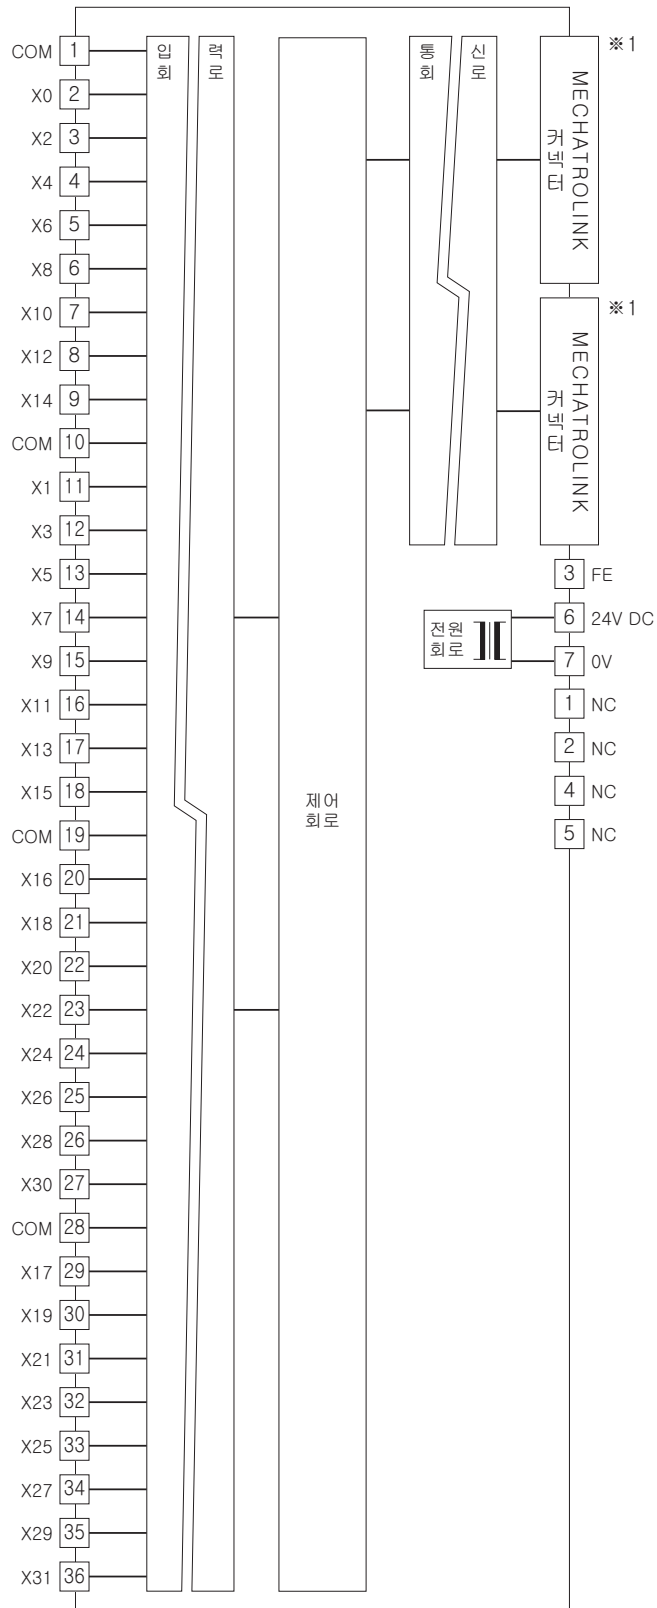 COM 1
X0 2
X2 3
X4 4
X6 5
X8 6
X10 7
X12 8
X14 9
COM 10
X1 11
X3 12
X5 13
X7 14
X9 15
X11 16
X13 17
X15 18
COM 19
X16 20
X18 21
X20 22
X22 23
X24 24
X26 25
X28 26
X30 27
COM 28
X17 29
X19 30
X21 31
X23 32
X25 33
X27 34
X29 35
X31 36
입력
회로
제어
회로
통신
회로
MECHATROLINK
커넥터
※1
MECHATROLINK
커넥터
※1
전원
회로
3 FE
6 24V DC
7 0V
1 NC
2 NC
4 NC
5 NC